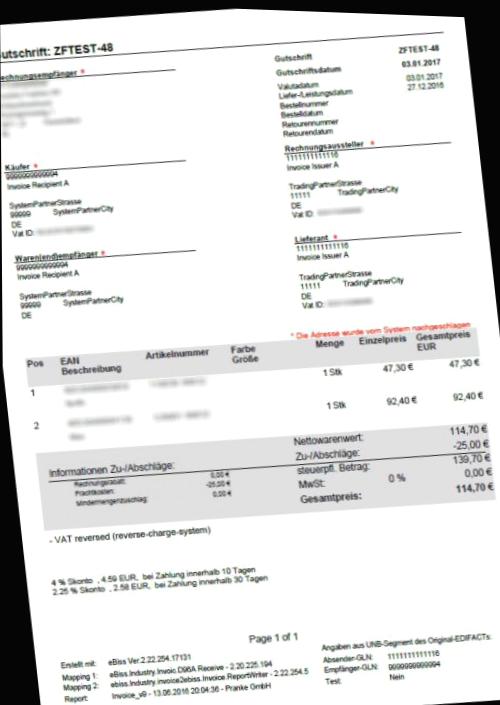 utschrift: ZFTEST-48
echnungsempfänger *
Gutschrift ZFTEST-48
Gutschriftsdatum 03.01.2017
Valutadatum 03.01.2017
Liefer-/Leistungsdatum 27.12.2016
Bestellnummer
Bestelldatum
Retourennummer
Retourendatum
Käufer *
9999999999994
Invoice Recipient A
SystemPartnerStrasse
99999 SystemPartnerCity
DE
Vat ID:
Rechnungsaussteller *
1111111111116
Invoice Issuer A
TradingPartnerStrasse
11111 TradingPartnerCity
DE
Vat ID:
Warenendempfänger *
9999999999994
Invoice Recipient A
SystemPartnerStrasse
99999 SystemPartnerCity
DE
Lieferant *
1111111111116
Invoice Issuer A
TradingPartnerStrasse
11111 TradingPartnerCity
DE
Vat ID:
* Die Adresse wurde vom System nachgeschlagen
Pos EAN Artikelnummer Farbe Menge Einzelpreis Gesamtpreis
Beschreibung Größe EUR
1 1 Stk 47,30 € 47,30 €
2 1 Stk 92,40 € 92,40 €
Nettowarenwert: 114,70 €
Informationen Zu-/Abschläge: Zu-/Abschläge: -25,00 €
Rechnungsrabatt: 0,00 € steuerpfl. Betrag: 139,70 €
Frachtkosten: -25,00 € MwSt: 0 % 0,00 €
Mindermengenzuschlag: 0,00 € Gesamtpreis: 114,70 €
- VAT reversed (reverse-charge-system)
4 % Skonto , 4.59 EUR, bei Zahlung innerhalb 10 Tagen
2.25 % Skonto , 2.58 EUR, bei Zahlung innerhalb 30 Tagen
Page 1 of 1
Erstellt mit: eBiss Ver.2.22.254.17131
Mapping 1: eBiss.Industry.Invoic.D96A.Receive - 2.20.225.194
Mapping 2: ebiss.Industry.invoice2ebiss.Invoice.ReportWriter - 2.22.254.5
Report: Invoice_v9 - 13.06.2016 20:04:36 - Pranke GmbH
Angaben aus UNB-Segment des Original-EDIFACTs:
Absender-GLN: 1111111111116
Empfänger-GLN: 9999999999994
Test: Nein